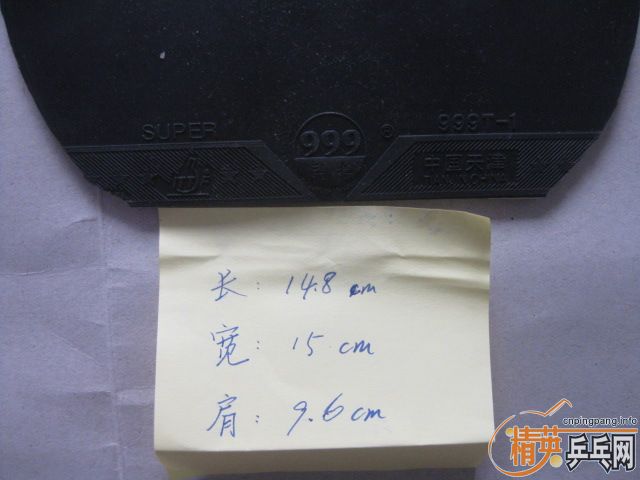 SUPER
999
®
999T-1
中国天津
TANJINCHINA
长: 14.8 cm
宽: 15 cm
肩: 9.6 cm
cnpingpang.info
精英乒乓网